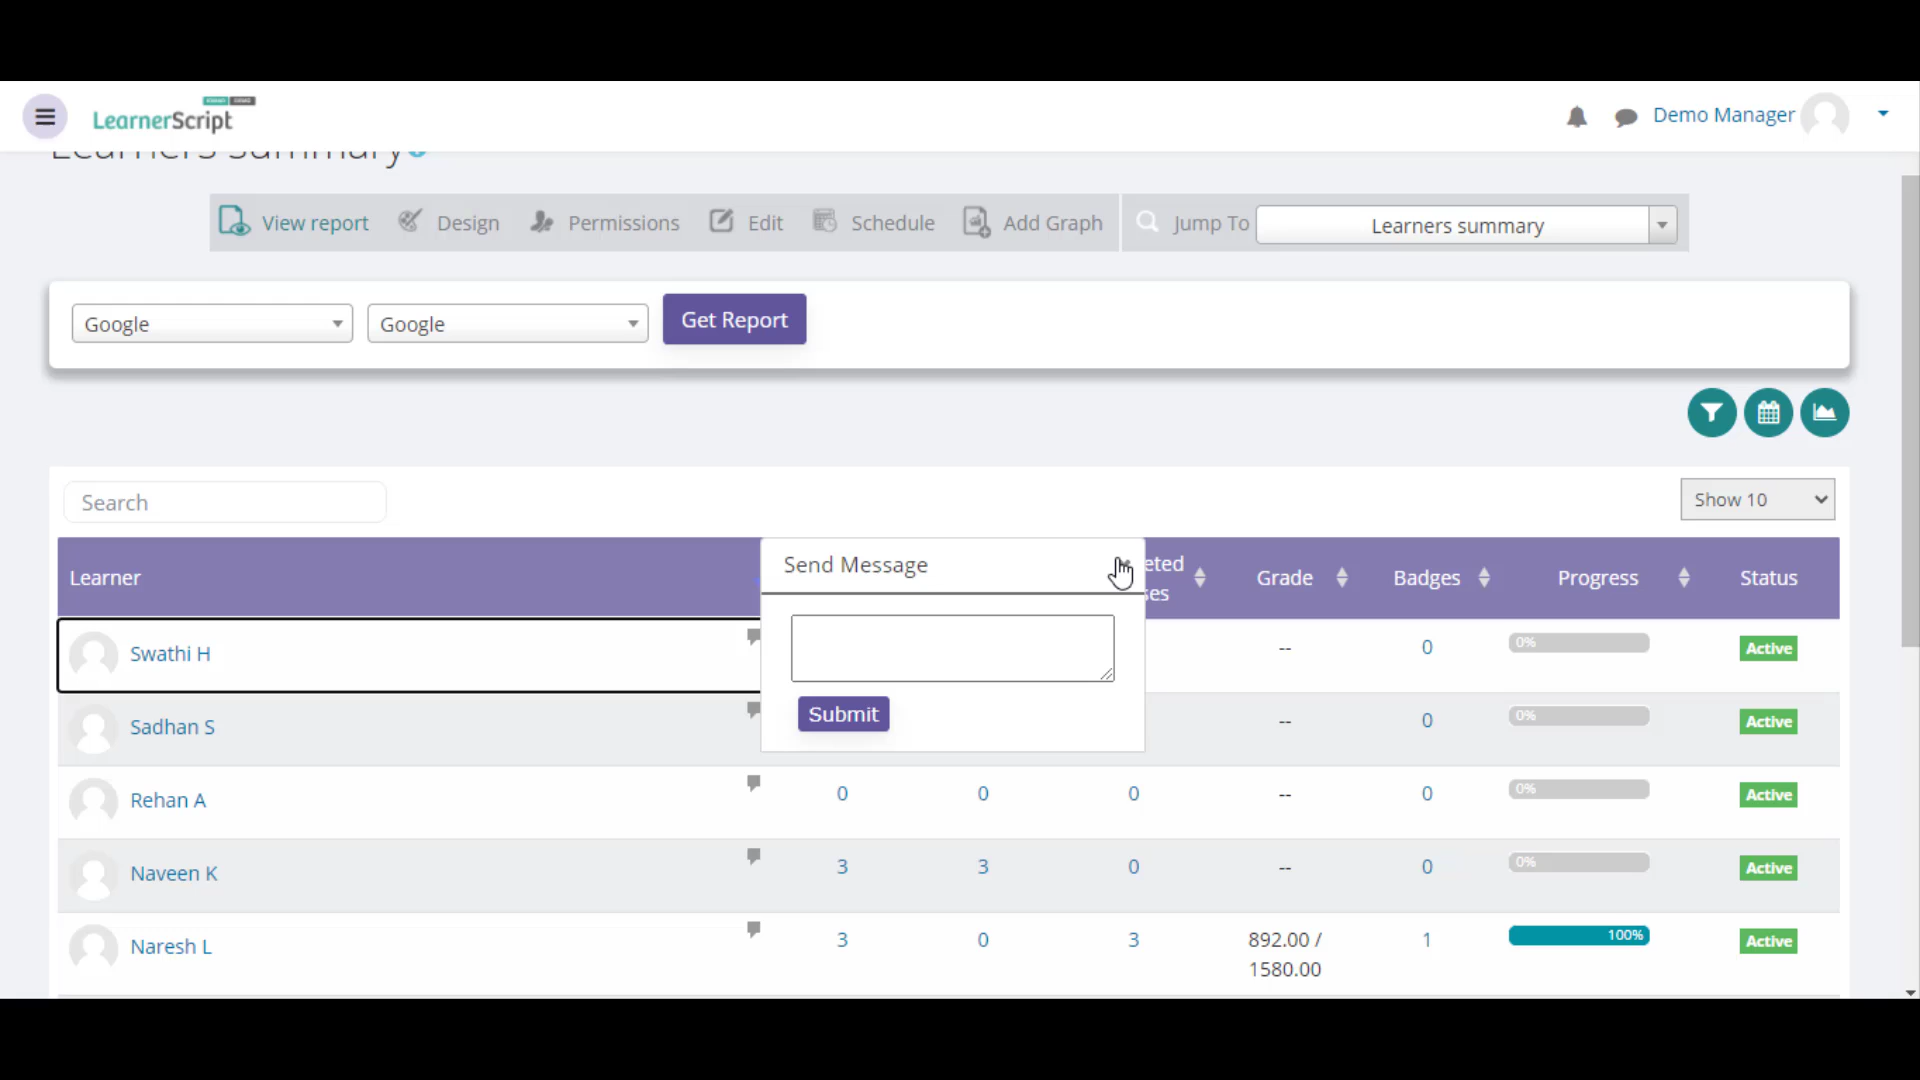 LearnerScript
Demo Manager
Learners summary
View report Design Permissions Edit Schedule Add Graph Jump To Learners summary
Google Google Get Report
Search Show 10
Learner Send Message eted ses Grade Badges Progress Status
Swathi H -- 0 0% Active
Submit
Sadhan S -- 0 0% Active
Rehan A 0 0 0 -- 0 0% Active
Naveen K 3 3 0 -- 0 0% Active
Naresh L 3 0 3 892.00 / 1580.00 1 100% Active